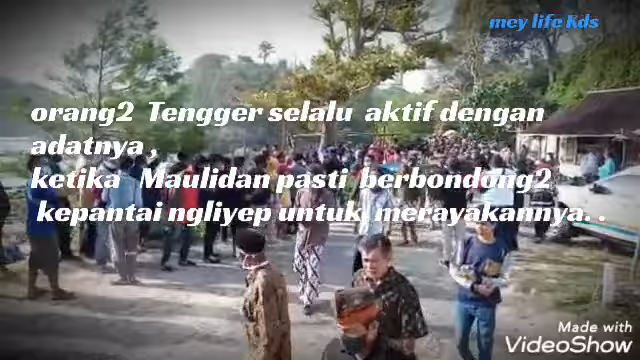 mey life Kds
orang2 Tengger selalu aktif dengan
adatnya ,
ketika Maulidan pasti berbondong2
kepantai ngliyep untuk merayakannya. .
Made with
VideoShow